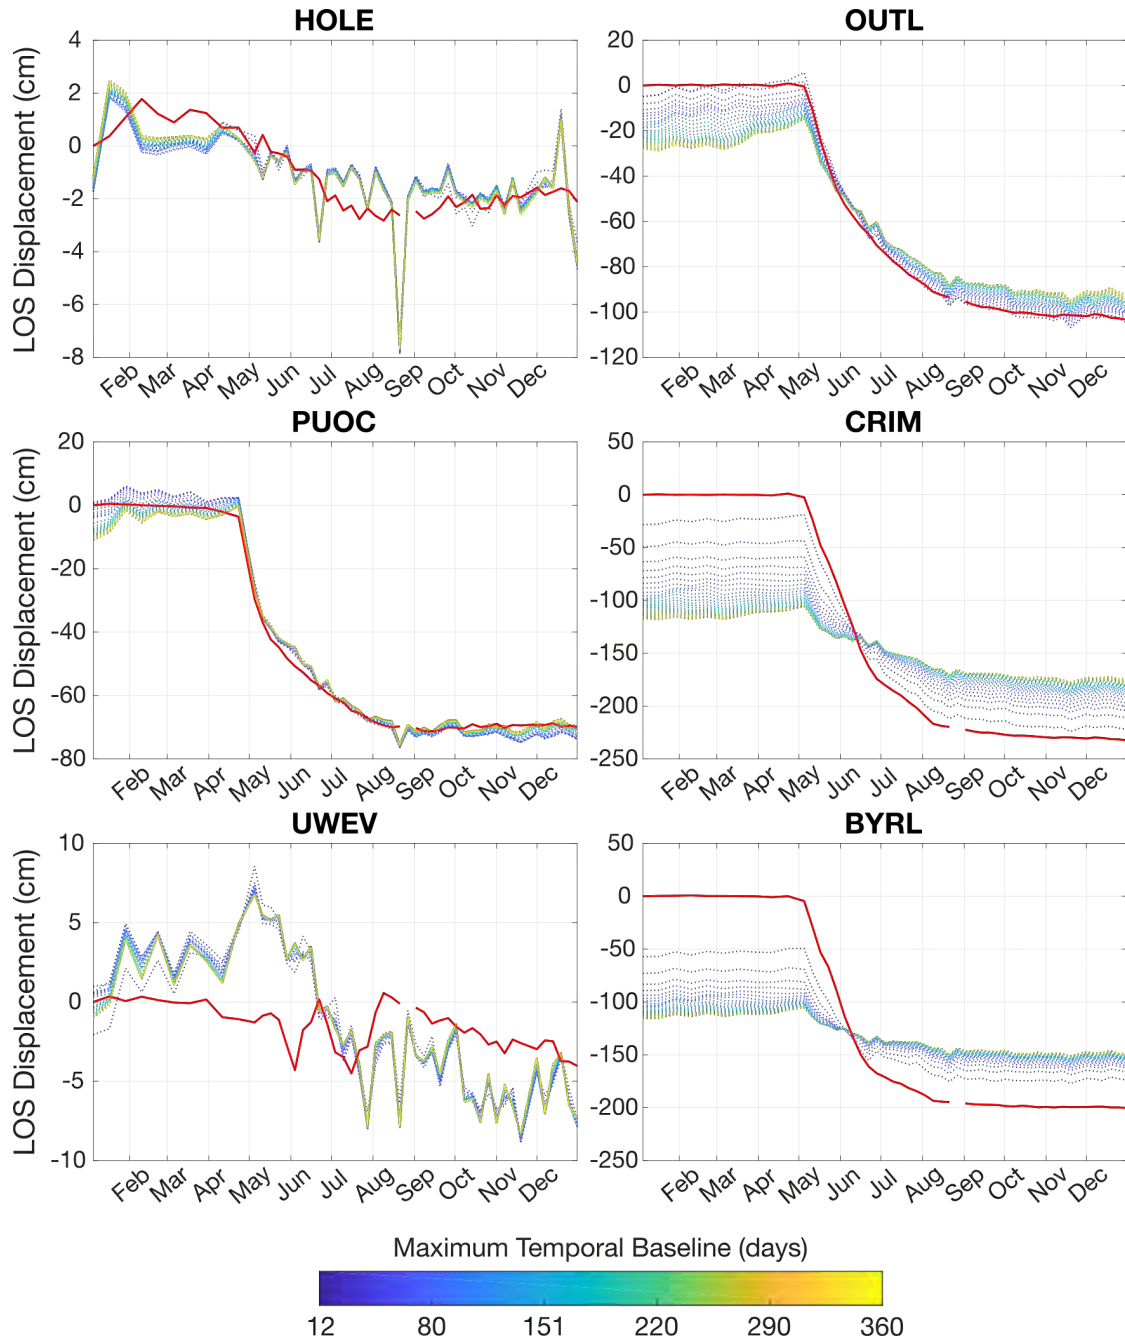 HOLE
LOS Displacement (cm)
4
2
0
-2
-4
-6
-8
Feb Mar Apr May Jun Jul Aug Sep Oct Nov Dec
OUTL
20
0
-20
-40
-60
-80
-100
-120
Feb Mar Apr May Jun Jul Aug Sep Oct Nov Dec
PUOC
LOS Displacement (cm)
20
0
-20
-40
-60
-80
Feb Mar Apr May Jun Jul Aug Sep Oct Nov Dec
CRIM
50
0
-50
-100
-150
-200
-250
Feb Mar Apr May Jun Jul Aug Sep Oct Nov Dec
UWEV
LOS Displacement (cm)
10
5
0
-5
-10
Feb Mar Apr May Jun Jul Aug Sep Oct Nov Dec
BYRL
50
0
-50
-100
-150
-200
-250
Feb Mar Apr May Jun Jul Aug Sep Oct Nov Dec
Maximum Temporal Baseline (days)
12 80 151 220 290 360